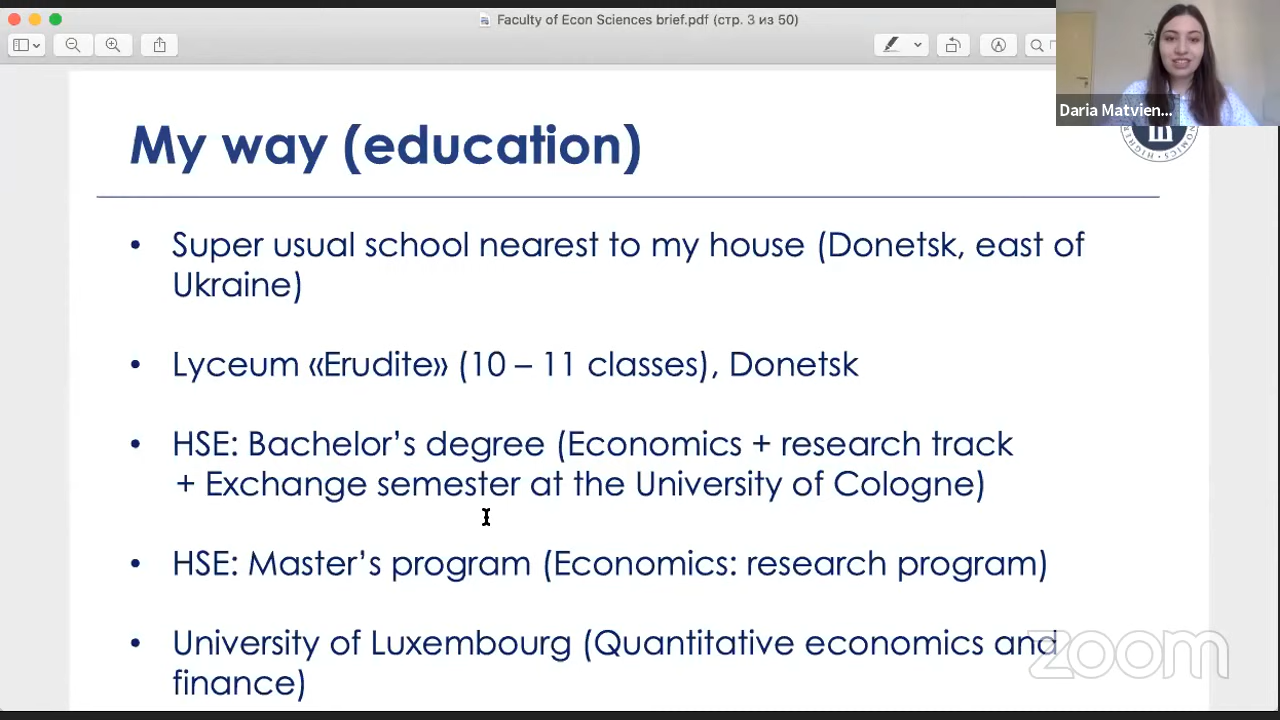 Faculty of Econ Sciences brief.pdf (стр. 3 из 50)
Daria Matvien...
My way (education)
• Super usual school nearest to my house (Donetsk, east of
Ukraine)
• Lyceum «Erudite» (10 – 11 classes), Donetsk
• HSE: Bachelor’s degree (Economics + research track
+ Exchange semester at the University of Cologne)
• HSE: Master’s program (Economics: research program)
• University of Luxembourg (Quantitative economics and
finance)
zoom